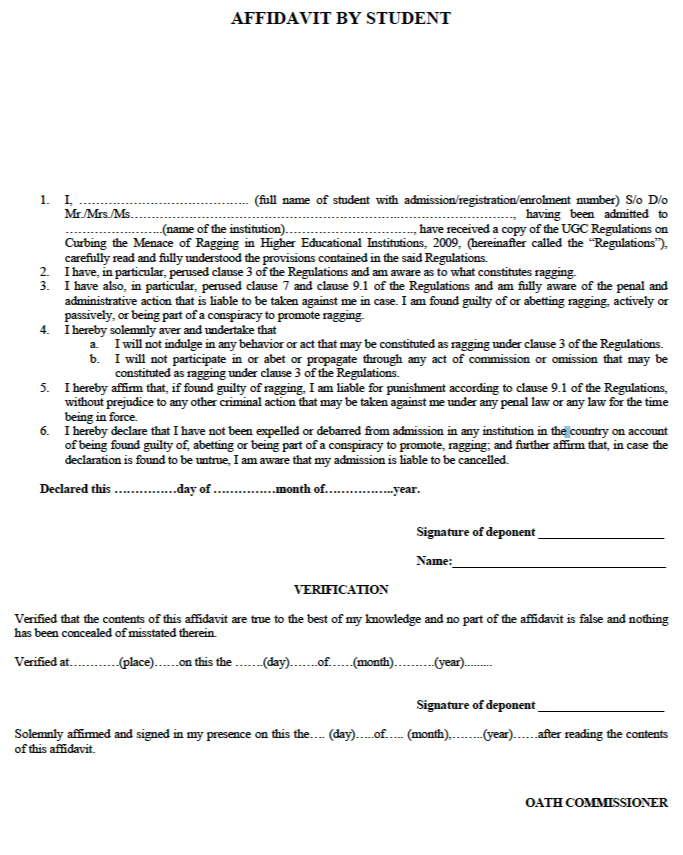 AFFIDAVIT BY STUDENT
1. I, ………………………………….. (full name of student with admission/registration/enrolment number) S/o D/o
Mr./Mrs./Ms………………………………………………………..………………………, having been admitted to
…………………..(name of the institution)…………………………., have received a copy of the UGC Regulations on
Curbing the Menace of Ragging in Higher Educational Institutions, 2009, (hereinafter called the “Regulations”),
carefully read and fully understood the provisions contained in the said Regulations.
2. I have, in particular, perused clause 3 of the Regulations and am aware as to what constitutes ragging.
3. I have also, in particular, perused clause 7 and clause 9.1 of the Regulations and am fully aware of the penal and
administrative action that is liable to be taken against me in case. I am found guilty of or abetting ragging, actively or
passively, or being part of a conspiracy to promote ragging.
4. I hereby solemnly aver and undertake that
a. I will not indulge in any behavior or act that may be constituted as ragging under clause 3 of the Regulations.
b. I will not participate in or abet or propagate through any act of commission or omission that may be
constituted as ragging under clause 3 of the Regulations.
5. I hereby affirm that, if found guilty of ragging, I am liable for punishment according to clause 9.1 of the Regulations,
without prejudice to any other criminal action that may be taken against me under any penal law or any law for the time
being in force.
6. I hereby declare that I have not been expelled or debarred from admission in any institution in the country on account
of being found guilty of, abetting or being part of a conspiracy to promote, ragging; and further affirm that, in case the
declaration is found to be untrue, I am aware that my admission is liable to be cancelled.
Declared this ……………day of ……………month of……………..year.
Signature of deponent ____________________
Name:__________________________________
VERIFICATION
Verified that the contents of this affidavit are true to the best of my knowledge and no part of the affidavit is false and nothing
has been concealed of misstated therein.
Verified at…………(place)……on this the …….(day)…….of……(month)……….(year).........
Signature of deponent ____________________
Solemnly affirmed and signed in my presence on this the…. (day)…..of….. (month),……..(year)……after reading the contents
of this affidavit.
OATH COMMISSIONER